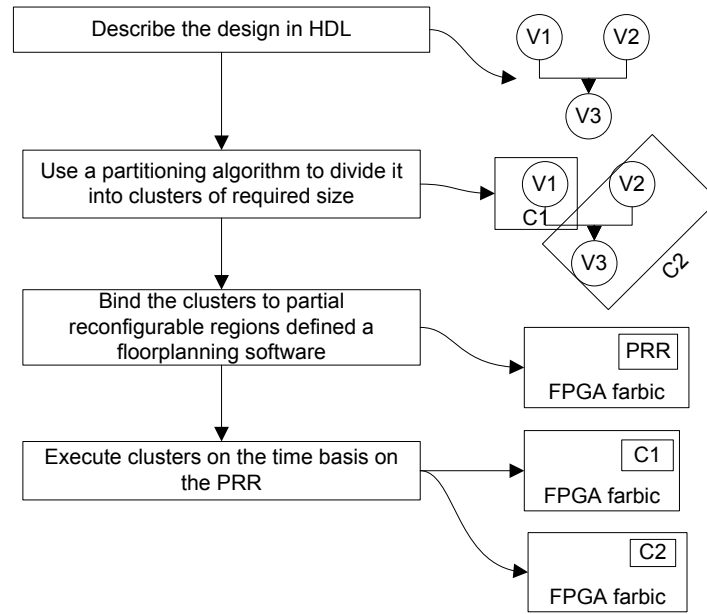 Describe the design in HDL
V1
V2
V3
Use a partitioning algorithm to divide it
into clusters of required size
V1
V2
C1
V3
C2
Bind the clusters to partial
reconfigurable regions defined a
floorplanning software
PRR
FPGA farbic
Execute clusters on the time basis on
the PRR
C1
FPGA farbic
C2
FPGA farbic